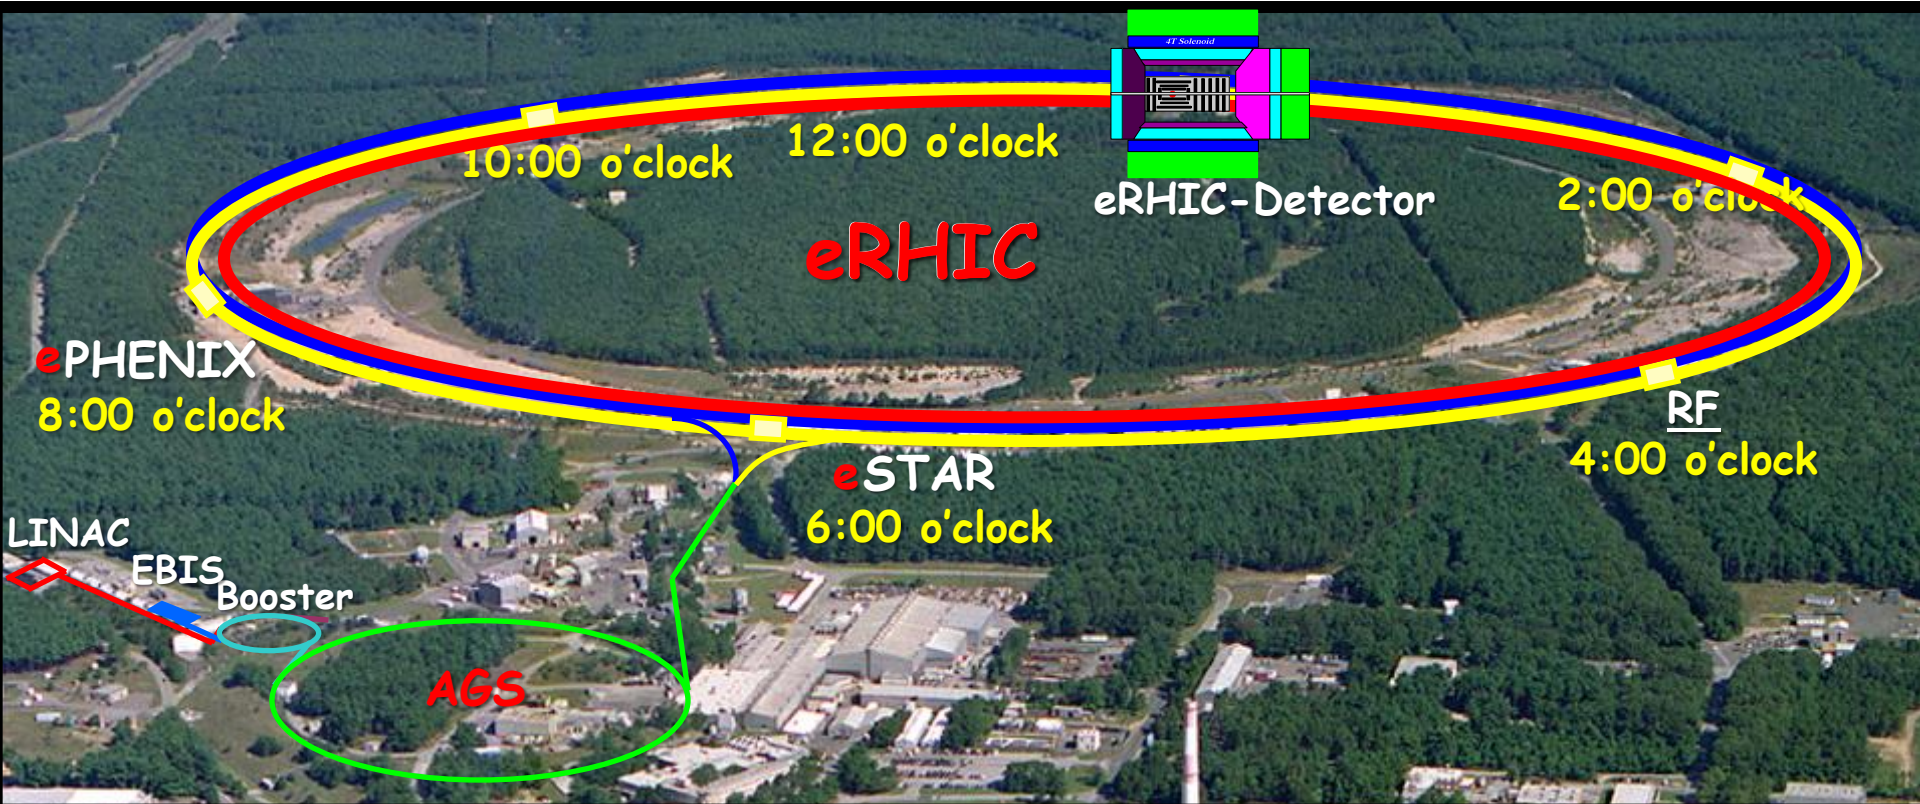 4T Solenoid
12:00 o'clock
10:00 o'clock
2:00 o'clock
eRHIC-Detector
eRHIC
ePHENIX
8:00 o'clock
RF
4:00 o'clock
eSTAR
6:00 o'clock
LINAC
EBIS
Booster
AGS